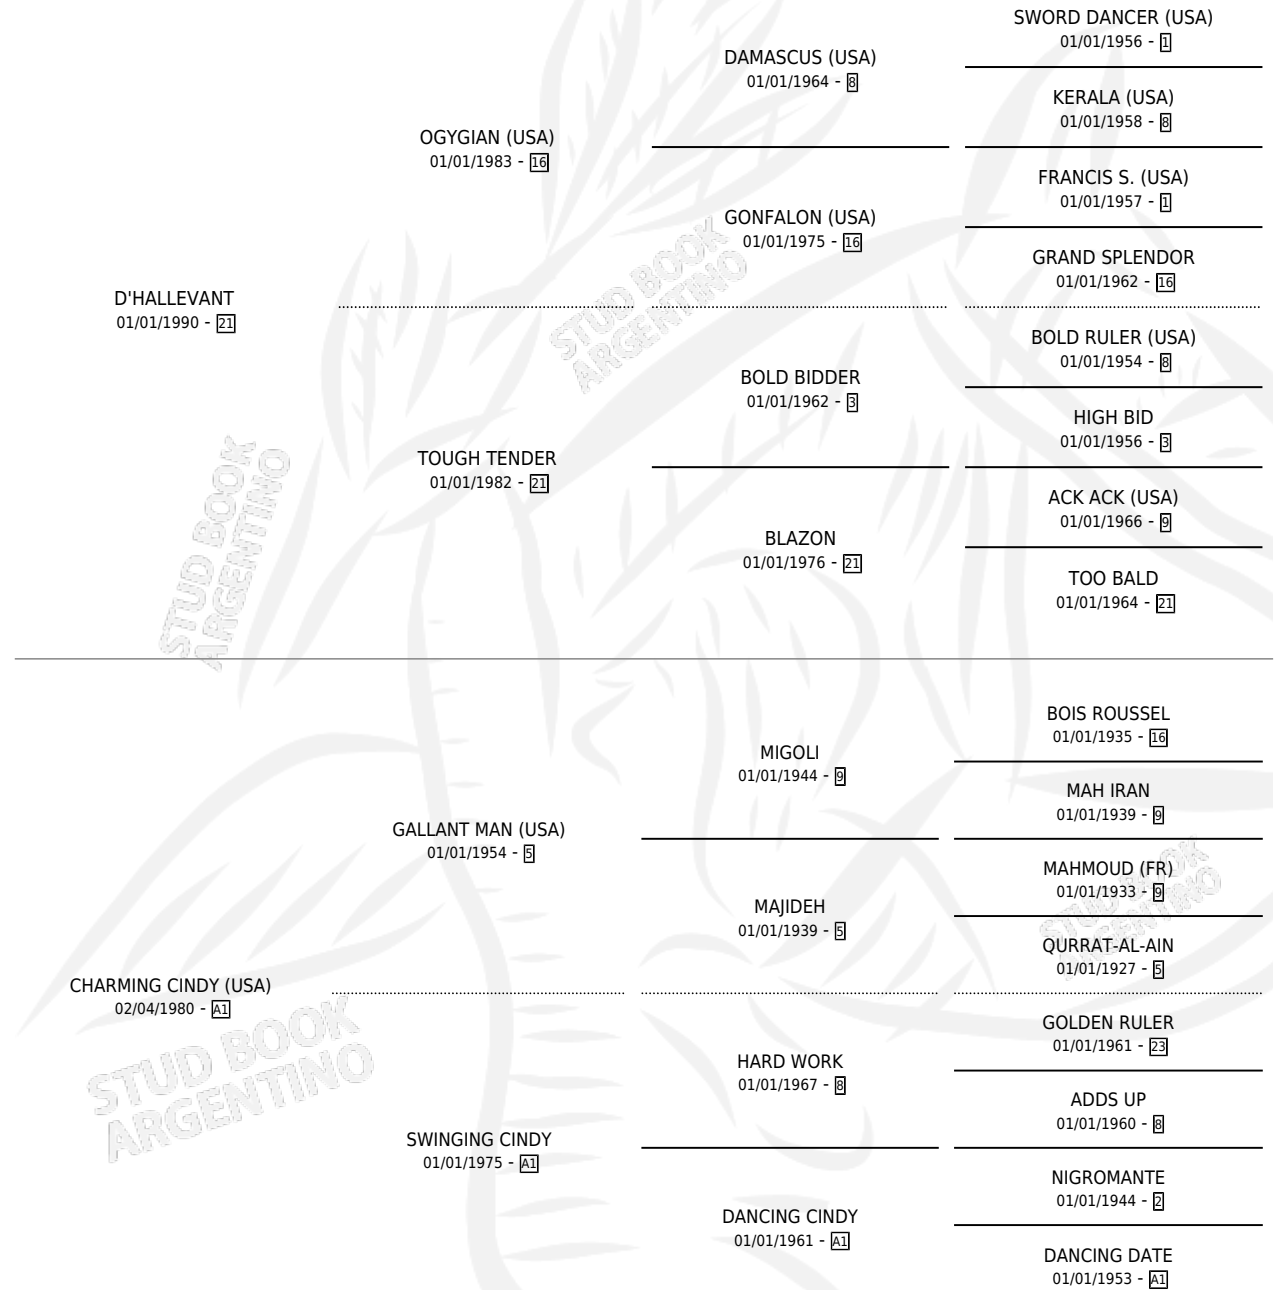 SWORD DANCER (USA)
01/01/1956 - 1
DAMASCUS (USA)
01/01/1964 - 8
KERALA (USA)
01/01/1958 - 8
OGYGIAN (USA)
01/01/1983 - 16
FRANCIS S. (USA)
01/01/1957 - 1
GONFALON (USA)
01/01/1975 - 16
GRAND SPLENDOR
01/01/1962 - 16
D'HALLEVANT
01/01/1990 - 21
BOLD RULER (USA)
01/01/1954 - 8
BOLD BIDDER
01/01/1962 - 3
HIGH BID
01/01/1956 - 3
TOUGH TENDER
01/01/1982 - 21
ACK ACK (USA)
01/01/1966 - 9
BLAZON
01/01/1976 - 21
TOO BALD
01/01/1964 - 21
BOIS ROUSSEL
01/01/1935 - 16
MIGOLI
01/01/1944 - 9
MAH IRAN
01/01/1939 - 9
GALLANT MAN (USA)
01/01/1954 - 5
MAHMOUD (FR)
01/01/1933 - 9
MAJIDEH
01/01/1939 - 5
QURRAT-AL-AIN
01/01/1927 - 5
CHARMING CINDY (USA)
02/04/1980 - A1
GOLDEN RULER
01/01/1961 - 23
HARD WORK
01/01/1967 - 8
ADDS UP
01/01/1960 - 8
SWINGING CINDY
01/01/1975 - A1
NIGROMANTE
01/01/1944 - 2
DANCING CINDY
01/01/1961 - A1
DANCING DATE
01/01/1953 - A1
STUD BOOK
ARGENTINO
STUD BOOK
ARGENTINO
STUD BOOK
ARGENTINO
STUD BOOK
ARGENTINO